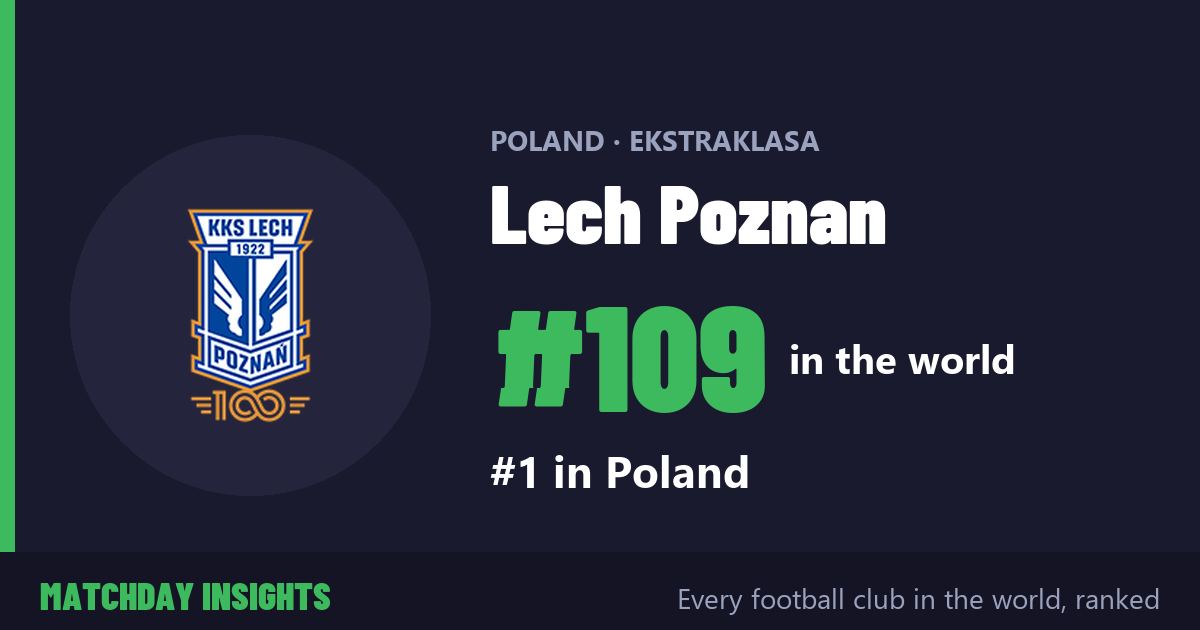 KKS LECH
1922
POZNAŃ
100
POLAND · EKSTRAKLASA
Lech Poznan
#109 in the world
#1 in Poland
MATCHDAY INSIGHTS
Every football club in the world, ranked